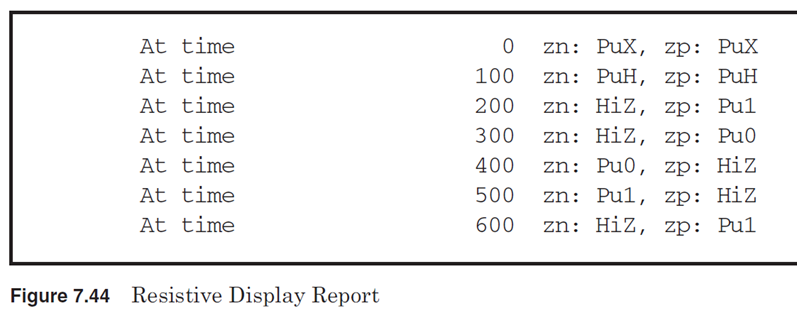 At time 0 zn: PuX, zp: PuX
At time 100 zn: PuH, zp: PuH
At time 200 zn: HiZ, zp: Pu1
At time 300 zn: HiZ, zp: Pu0
At time 400 zn: Pu0, zp: HiZ
At time 500 zn: Pu1, zp: HiZ
At time 600 zn: HiZ, zp: Pu1
Figure 7.44 Resistive Display Report